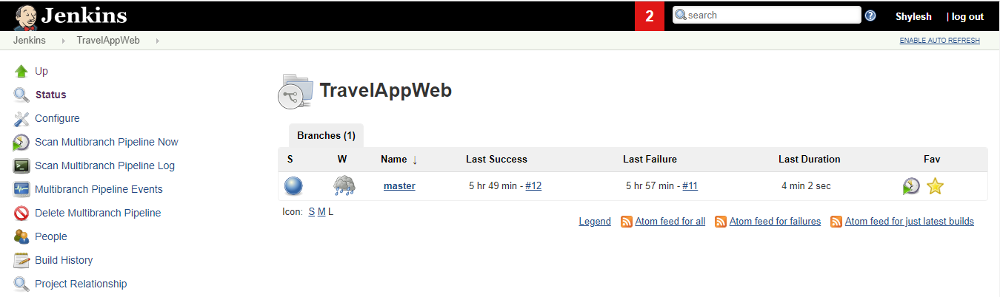 Jenkins 2 search Shylesh | log out
Jenkins TravelAppWeb ENABLE AUTO REFRESH
Up
Status
Configure
Scan Multibranch Pipeline Now
Scan Multibranch Pipeline Log
Multibranch Pipeline Events
Delete Multibranch Pipeline
People
Build History
Project Relationship
TravelAppWeb
Branches (1)
S W Name ↓ Last Success Last Failure Last Duration Fav
master 5 hr 49 min - #12 5 hr 57 min - #11 4 min 2 sec
Icon: S M L
Legend Atom feed for all Atom feed for failures Atom feed for just latest builds